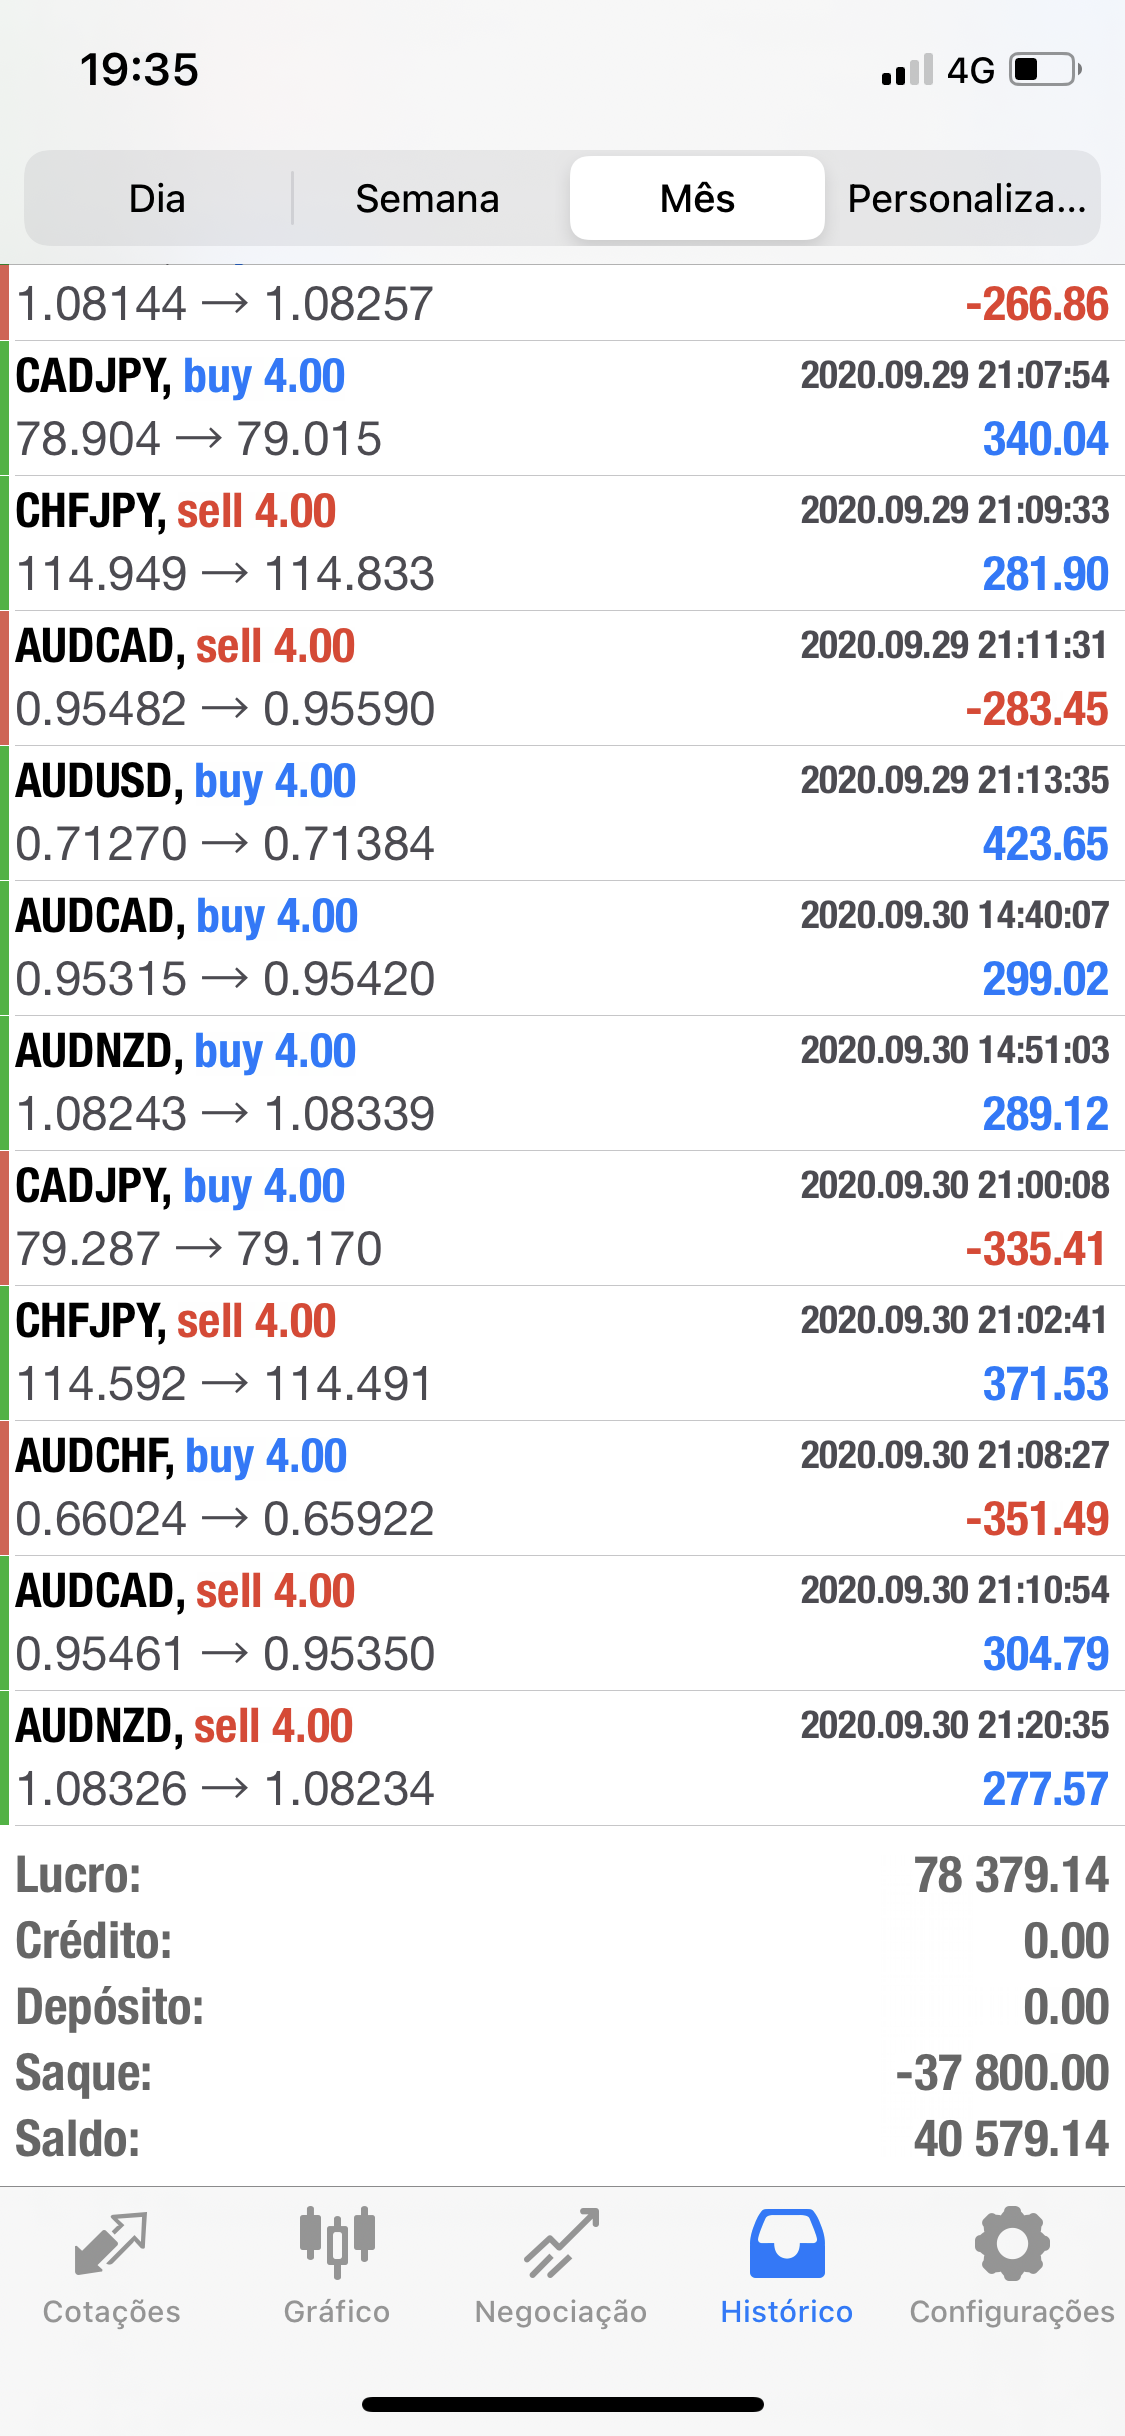 19:35
4G
Dia Semana Mês Personaliza...
1.08144 → 1.08257 -266.86
CADJPY, buy 4.00 2020.09.29 21:07:54
78.904 → 79.015 340.04
CHFJPY, sell 4.00 2020.09.29 21:09:33
114.949 → 114.833 281.90
AUDCAD, sell 4.00 2020.09.29 21:11:31
0.95482 → 0.95590 -283.45
AUDUSD, buy 4.00 2020.09.29 21:13:35
0.71270 → 0.71384 423.65
AUDCAD, buy 4.00 2020.09.30 14:40:07
0.95315 → 0.95420 299.02
AUDNZD, buy 4.00 2020.09.30 14:51:03
1.08243 → 1.08339 289.12
CADJPY, buy 4.00 2020.09.30 21:00:08
79.287 → 79.170 -335.41
CHFJPY, sell 4.00 2020.09.30 21:02:41
114.592 → 114.491 371.53
AUDCHF, buy 4.00 2020.09.30 21:08:27
0.66024 → 0.65922 -351.49
AUDCAD, sell 4.00 2020.09.30 21:10:54
0.95461 → 0.95350 304.79
AUDNZD, sell 4.00 2020.09.30 21:20:35
1.08326 → 1.08234 277.57
Lucro: 78 379.14
Crédito: 0.00
Depósito: 0.00
Saque: -37 800.00
Saldo: 40 579.14
Cotações Gráfico Negociação Histórico Configurações